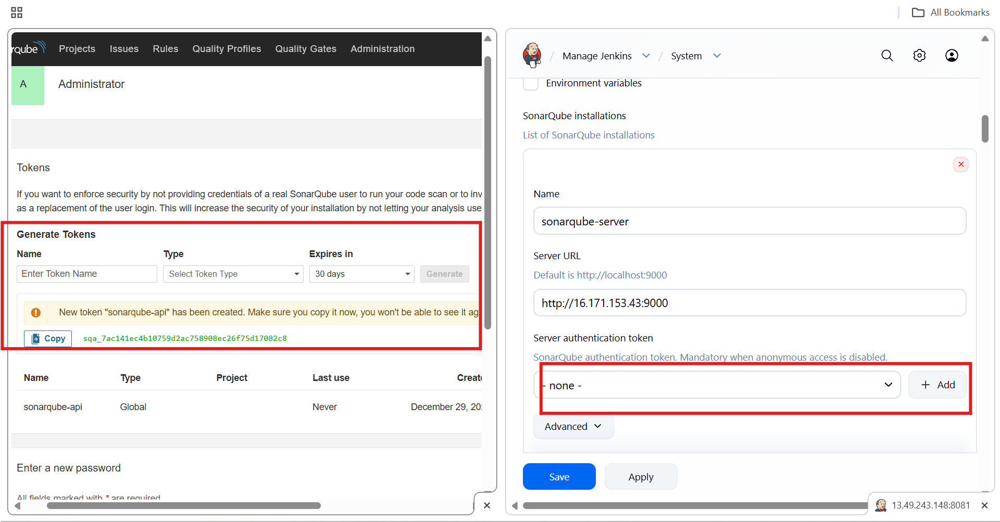 All Bookmarks
rqube
Projects Issues Rules Quality Profiles Quality Gates Administration
A
Administrator
Tokens
If you want to enforce security by not providing credentials of a real SonarQube user to run your code scan or to inv
as a replacement of the user login. This will increase the security of your installation by not letting your analysis use
Generate Tokens
Name Type Expires in
Enter Token Name Select Token Type 30 days Generate
New token "sonarqube-api" has been created. Make sure you copy it now, you won't be able to see it ag
Copy sqa_7ac141ec4b10759d2ac758908ec26f75d17082c8
Name Type Project Last use Create
sonarqube-api Global Never December 29, 20
Enter a new password
All fields marked with * are required
Manage Jenkins / System
Environment variables
SonarQube installations
List of SonarQube installations
Name
sonarqube-server
Server URL
Default is http://localhost:9000
http://16.171.153.43:9000
Server authentication token
SonarQube authentication token. Mandatory when anonymous access is disabled.
- none - + Add
Advanced
Save Apply
13.49.243.148:8081